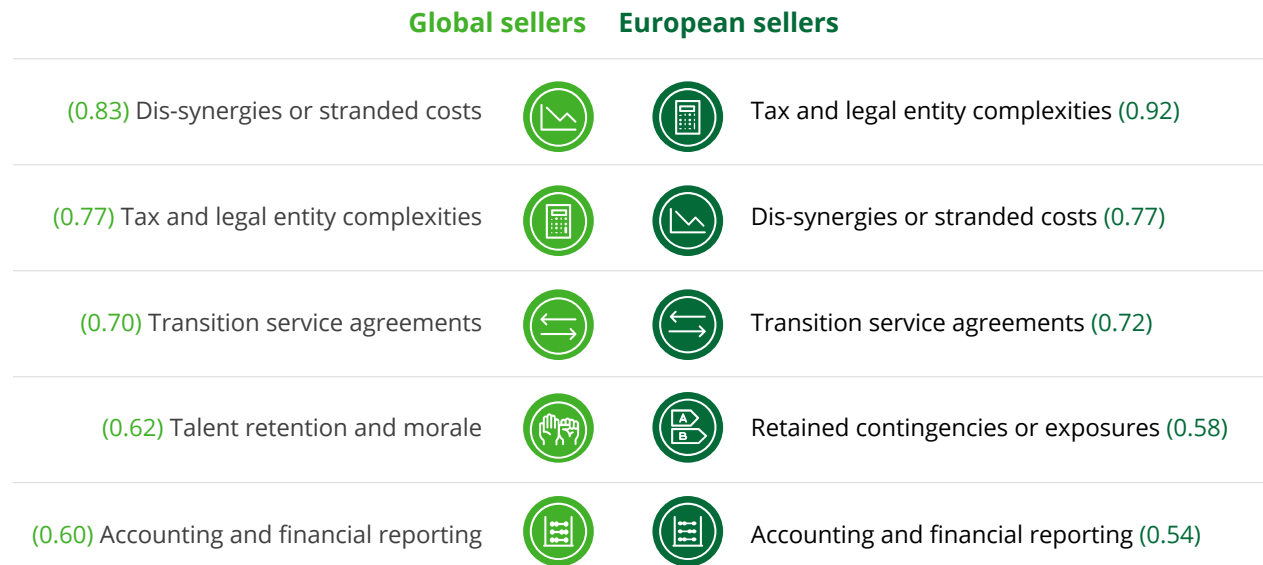 Global sellers European sellers
(0.83) Dis-synergies or stranded costs Tax and legal entity complexities (0.92)
(0.77) Tax and legal entity complexities Dis-synergies or stranded costs (0.77)
(0.70) Transition service agreements Transition service agreements (0.72)
(0.62) Talent retention and morale A B Retained contingencies or exposures (0.58)
(0.60) Accounting and financial reporting Accounting and financial reporting (0.54)